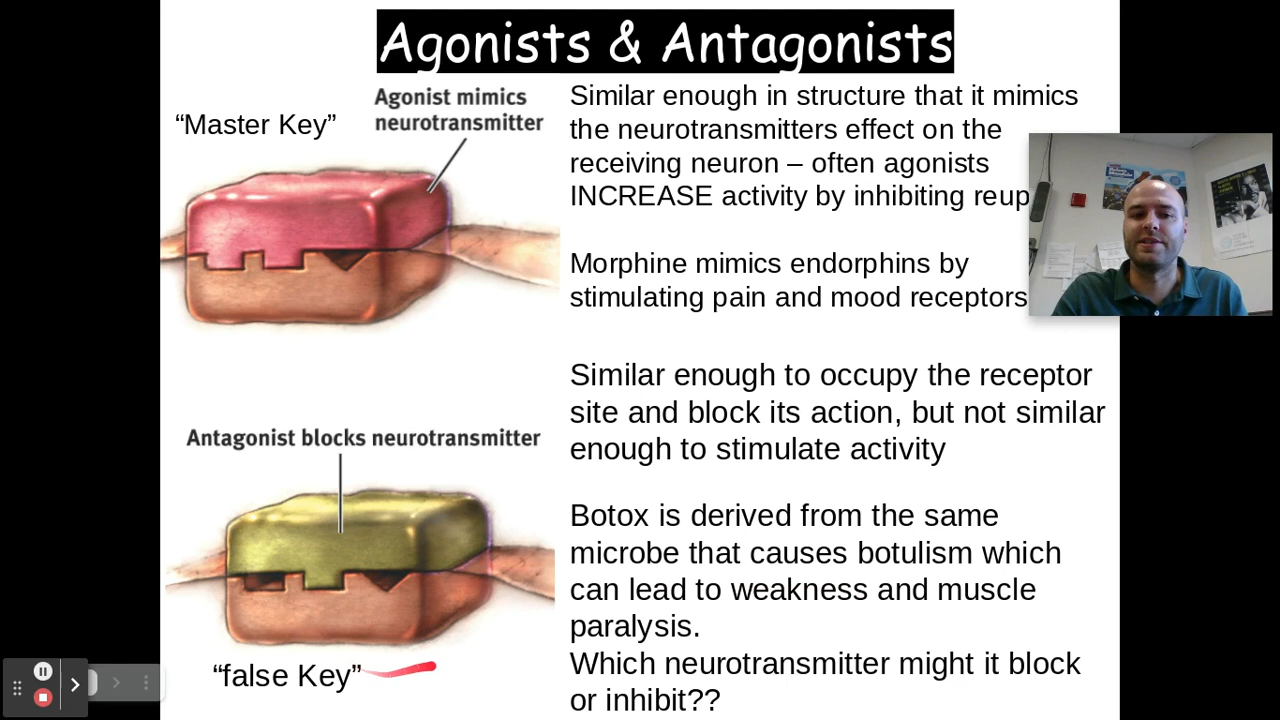 Agonists & Antagonists
“Master Key”
Agonist mimics
neurotransmitter
Similar enough in structure that it mimics
the neurotransmitters effect on the
receiving neuron – often agonists
INCREASE activity by inhibiting reup
Morphine mimics endorphins by
stimulating pain and mood receptors
Antagonist blocks neurotransmitter
“false Key”
Similar enough to occupy the receptor
site and block its action, but not similar
enough to stimulate activity
Botox is derived from the same
microbe that causes botulism which
can lead to weakness and muscle
paralysis.
Which neurotransmitter might it block
or inhibit??